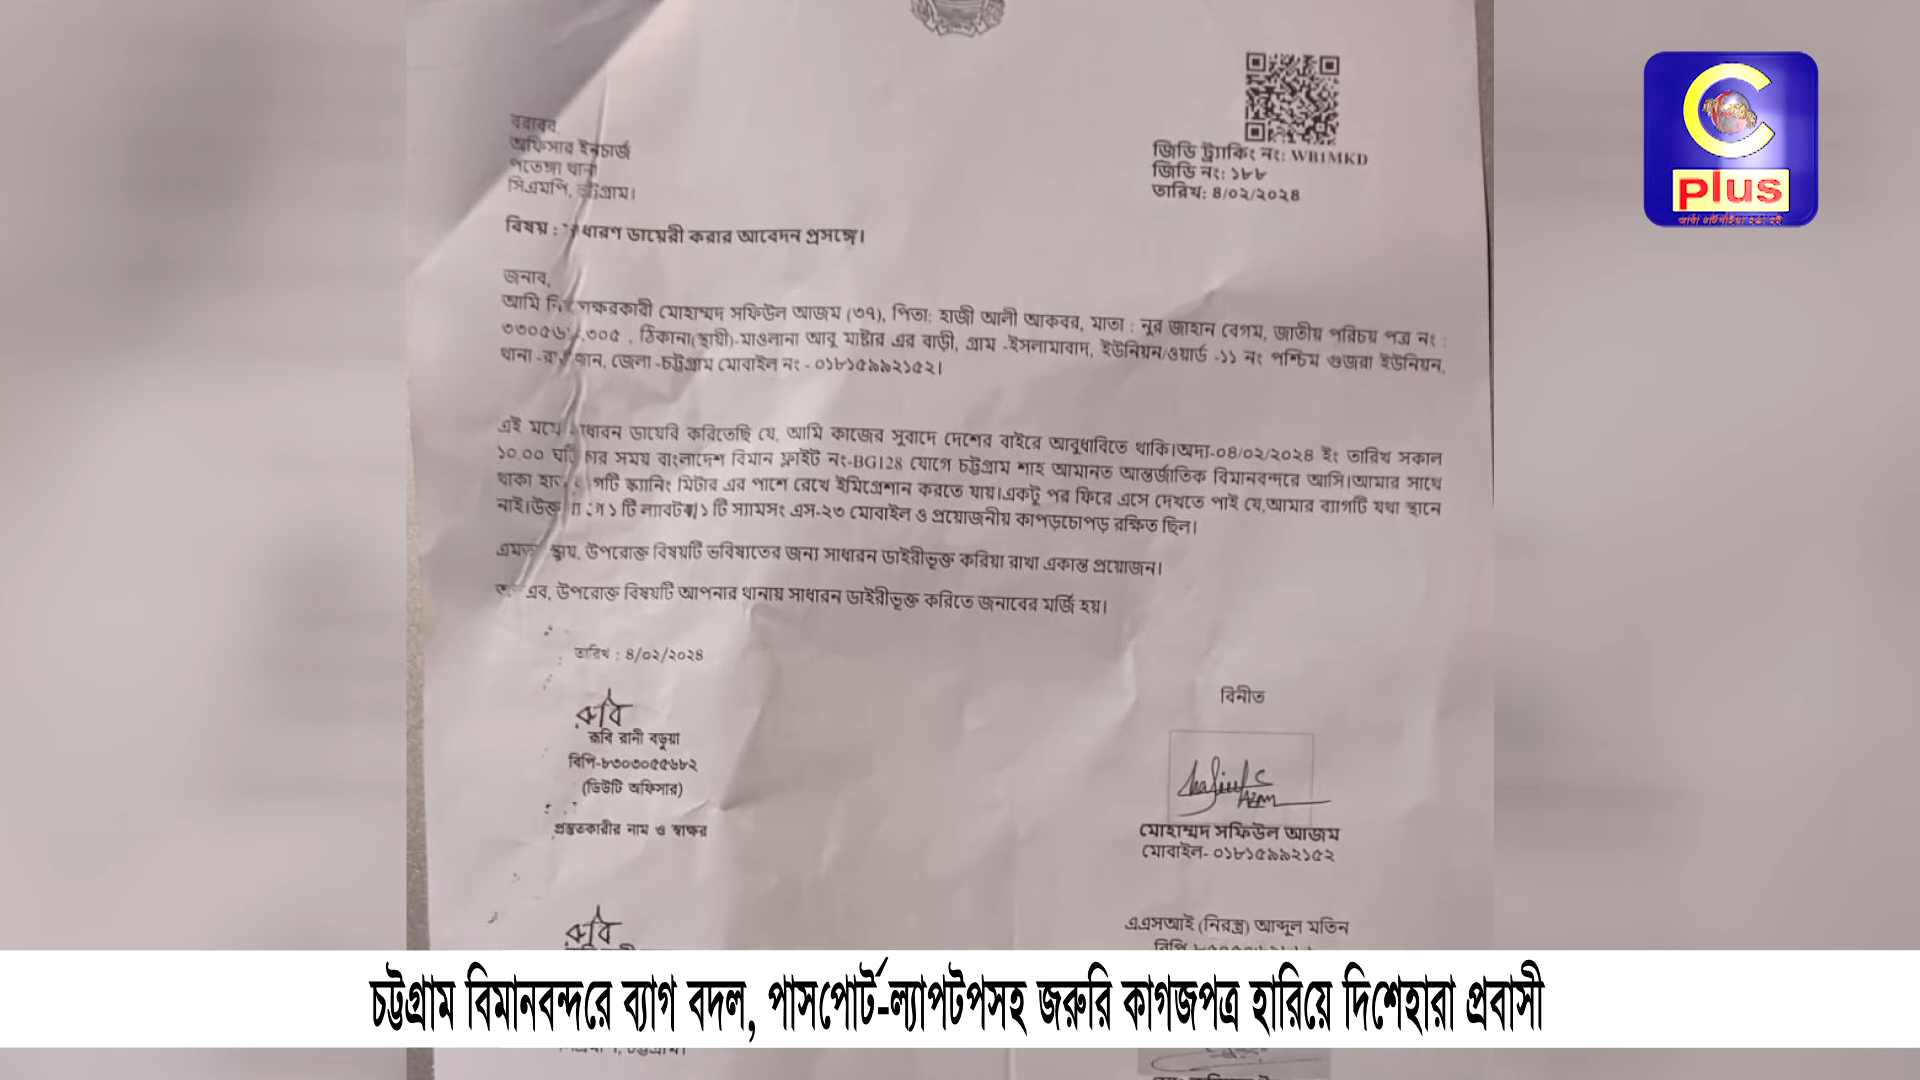 C
plus
বরাবর
অফিসার ইনচার্জ
পতেঙ্গা থানা
সিএমপি, চট্টগ্রাম।
জিডি ট্র্যাকিং নং: WB1MKD
জিডি নং: ১৮৮
তারিখ: ৪/০২/২০২৪
বিষয় : ধারণ ডায়েরী করার আবেদন প্রসঙ্গে।
জনাব,
আমি ক্ষরকারী মোহাম্মদ সফিউল আজম (৩৭), পিতা: হাজী আলী আকবর, মাতা : নুর জাহান বেগম, জাতীয় পরিচয় পত্র নং :
ঠিকানা(স্থায়ী)-মাওলানা আবু মাষ্টার এর বাড়ী, গ্রাম -ইসলামাবাদ, ইউনিয়ন/ওয়ার্ড -১১ নং পশ্চিম গুজরা ইউনিয়ন,
থানা জান, জেলা -চট্টগ্রাম মোবাইল নং - ০১৮১৫৯৯২১৫২।
এই মর্মে ধারন ডায়েরি করিতেছি যে, আমি কাজের সুবাদে দেশের বাইরে আবুধাবিতে থাকি।অদ্য-০৪/০২/২০২৪ ইং তারিখ সকাল
১০.০০ সময় বাংলাদেশ বিমান ফ্লাইট নং-BG128 যোগে চট্টগ্রাম শাহ আমানত আন্তর্জাতিক বিমানবন্দরে আসি।আমার সাথে
থাকা গটি স্ক্যানিং মিটার এর পাশে রেখে ইমিগ্রেশান করতে যায়।একটু পর ফিরে এসে দেখতে পাই যে,আমার ব্যাগটি যথা স্থানে
নাই।উক্ত ১ টি ল্যাবটব/১ টি স্যামসং এস-২৩ মোবাইল ও প্রয়োজনীয় কাপড়চোপড় রক্ষিত ছিল।
উপরোক্ত বিষয়টি ভবিষ্যতের জন্য সাধারন ডাইরীভূক্ত করিয়া রাখা একান্ত প্রয়োজন।
এব, উপরোক্ত বিষয়টি আপনার থানায় সাধারন ডাইরীভূক্ত করিতে জনাবের মর্জি হয়।
তারিখ : ৪/০২/২০২৪
রুবি
রূবি রানী বড়ুয়া
বিপি-৮৩০৩০৫৫৬৮২
(ডিউটি অফিসার)
প্রস্তুতকারীর নাম ও স্বাক্ষর
বিনীত
Shafiul Azam
মোহাম্মদ সফিউল আজম
মোবাইল- ০১৮১৫৯৯২১৫২
রুবি
এএসআই (নিরস্ত্র) আব্দুল মতিন
চট্টগ্রাম বিমানবন্দরে ব্যাগ বদল, পাসপোর্ট-ল্যাপটপসহ জরুরি কাগজপত্র হারিয়ে দিশেহারা প্রবাসী